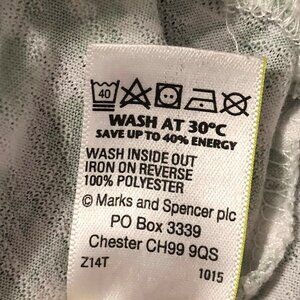 40
WASH AT 30°C
SAVE UP TO 40% ENERGY
WASH INSIDE OUT
IRON ON REVERSE
100% POLYESTER
© Marks and Spencer plc
PO Box 3339
Chester CH99 9QS
Z14T 1015